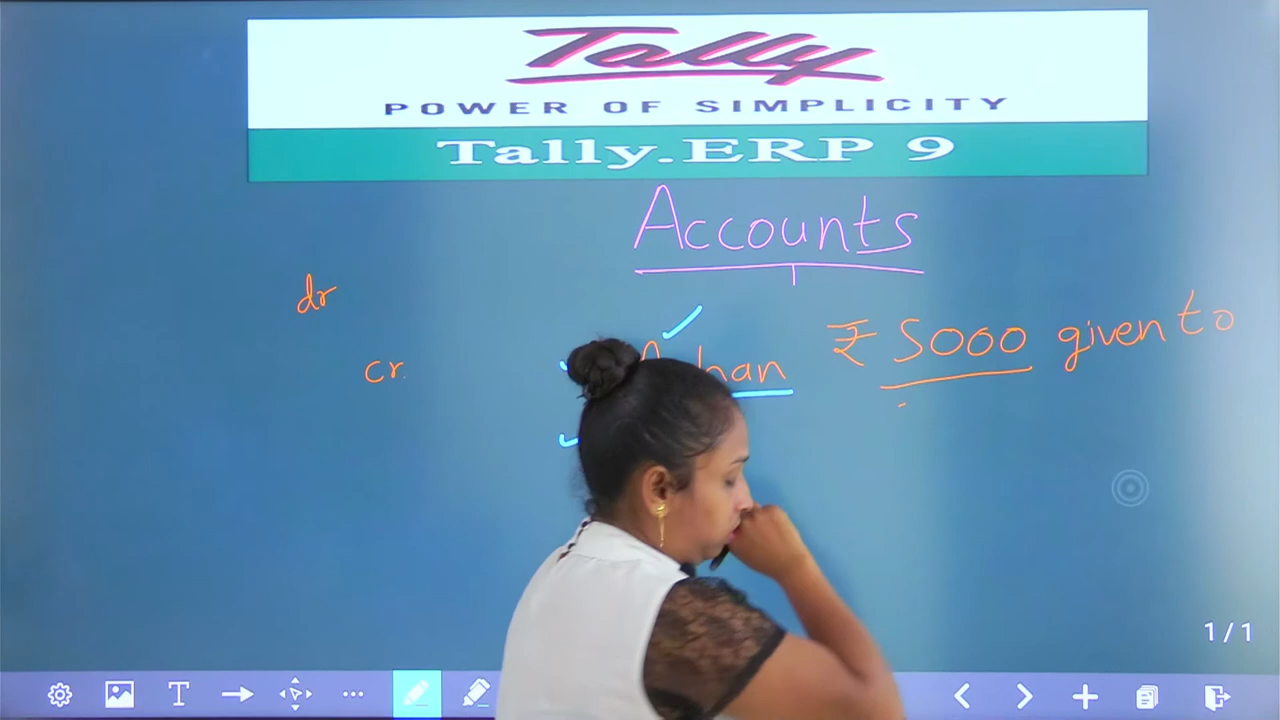 Tally
POWER OF SIMPLICITY
Tally.ERP 9
Accounts
dr
₹ 5000 given to
cr.
1/1
T